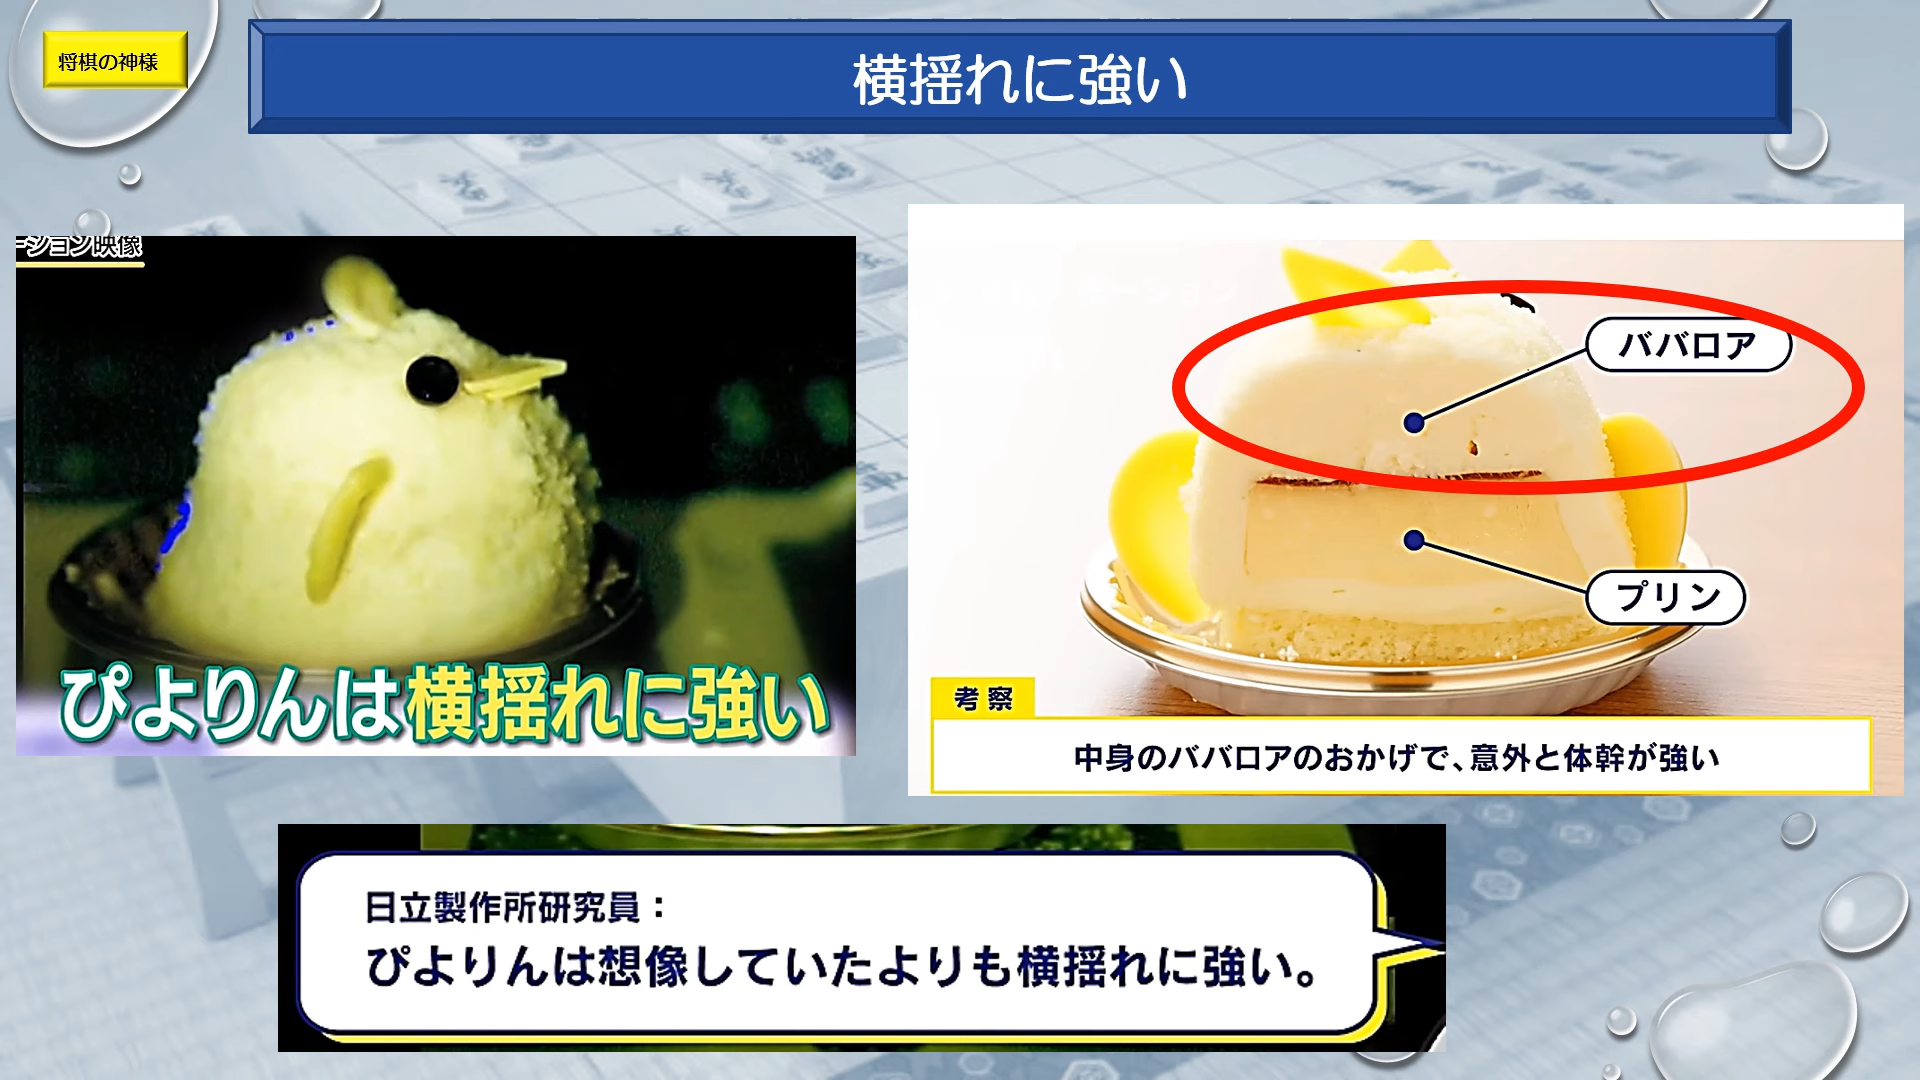 将棋の神様
横揺れに強い
ーション映像
ぴよりんは横揺れに強い
ババロア
プリン
考察
中身のババロアのおかげで、意外と体幹が強い
日立製作所研究員：
ぴよりんは想像していたよりも横揺れに強い。